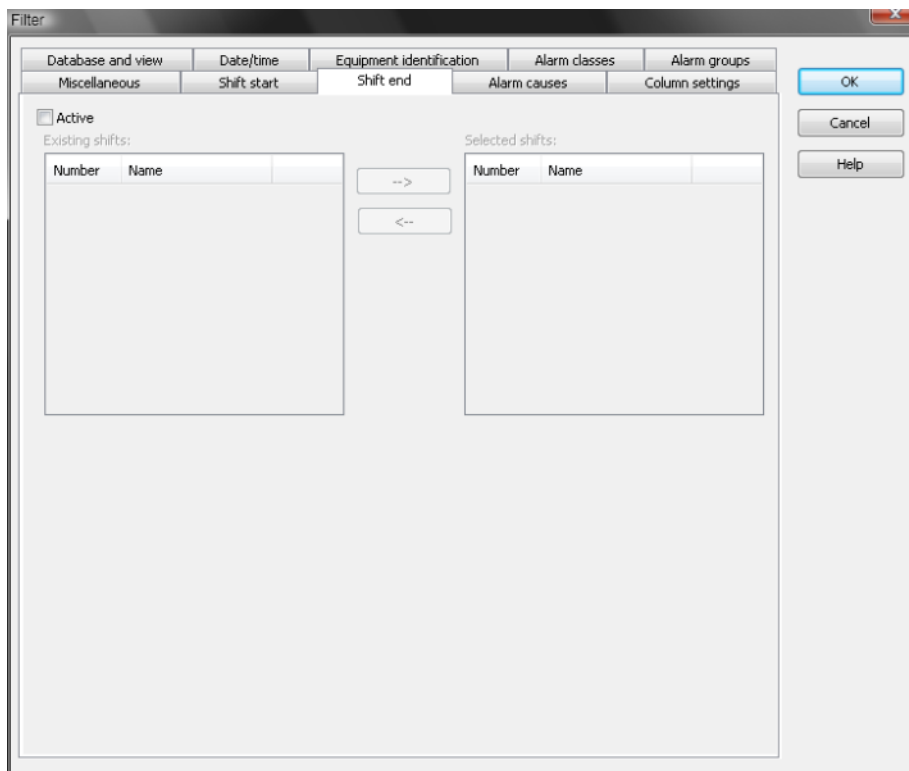 Filter
Database and view Date/time Equipment identification Alarm classes Alarm groups
Miscellaneous Shift start Shift end Alarm causes Column settings
OK
Cancel
Help
Active
Existing shifts: Selected shifts:
Number Name --> Number Name
<--